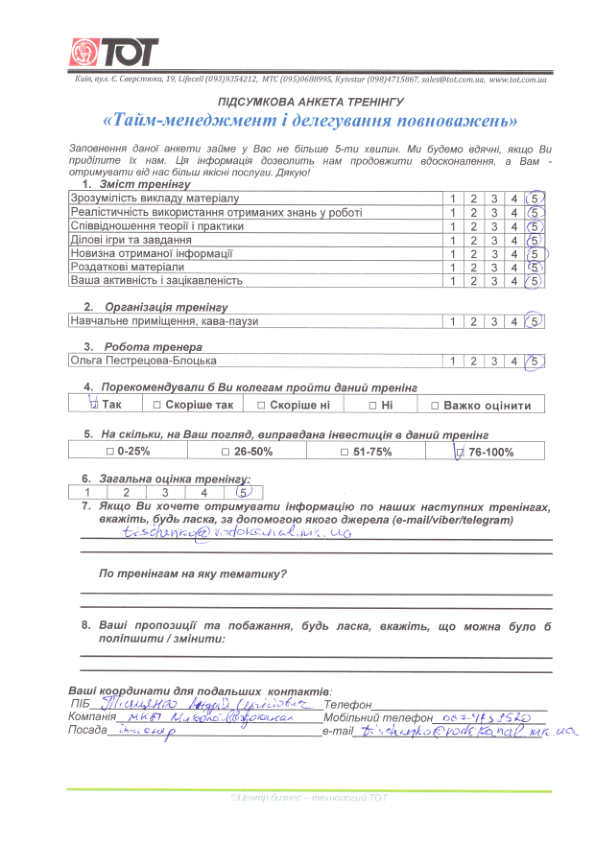 ТОТ
Київ, вул. Є. Сверстюка, 19, Lifecell (093)9354212, МТС (095)0688995, Kyivstar (098)4715867, sales@tot.com.ua, www.tot.com.ua
ПІДСУМКОВА АНКЕТА ТРЕНІНГУ
«Тайм-менеджмент і делегування повноважень»
Заповнення даної анкети займе у Вас не більше 5-ти хвилин. Ми будемо вдячні, якщо Ви
приділите їх нам. Ця інформація дозволить нам продовжити вдосконалення, а Вам -
отримувати від нас більш якісні послуги. Дякую!
1. Зміст тренінгу
Зрозумілість викладу матеріалу 1 2 3 4 5
Реалістичність використання отриманих знань у роботі 1 2 3 4 5
Співвідношення теорії і практики 1 2 3 4 5
Ділові ігри та завдання 1 2 3 4 5
Новизна отриманої інформації 1 2 3 4 5
Роздаткові матеріали 1 2 3 4 5
Ваша активність і зацікавленість 1 2 3 4 5
2. Організація тренінгу
Навчальне приміщення, кава-паузи 1 2 3 4 5
3. Робота тренера
Ольга Пестрецова-Блоцька 1 2 3 4 5
4. Порекомендували б Ви колегам пройти даний тренінг
☑ Так □ Скоріше так □ Скоріше ні □ Ні □ Важко оцінити
5. На скільки, на Ваш погляд, виправдана інвестиція в даний тренінг
□ 0-25% □ 26-50% □ 51-75% ☑ 76-100%
6. Загальна оцінка тренінгу:
1 2 3 4 5
7. Якщо Ви хочете отримувати інформацію по наших наступних тренінгах,
вкажіть, будь ласка, за допомогою якого джерела (e-mail/viber/telegram)
tischenko@vodokanal.mk.ua
По тренінгам на яку тематику?
8. Ваші пропозиції та побажання, будь ласка, вкажіть, що можна було б
поліпшити / змінити:
Ваші координати для подальших контактів:
ПІБ Тищенко Андрій Сергійович Телефон
Компанія МКП Миколаївводоканал Мобільний телефон
Посада інженер e-mail tischenko@vodokanal.mk.ua
©Центр бизнес – технологий ТОТ